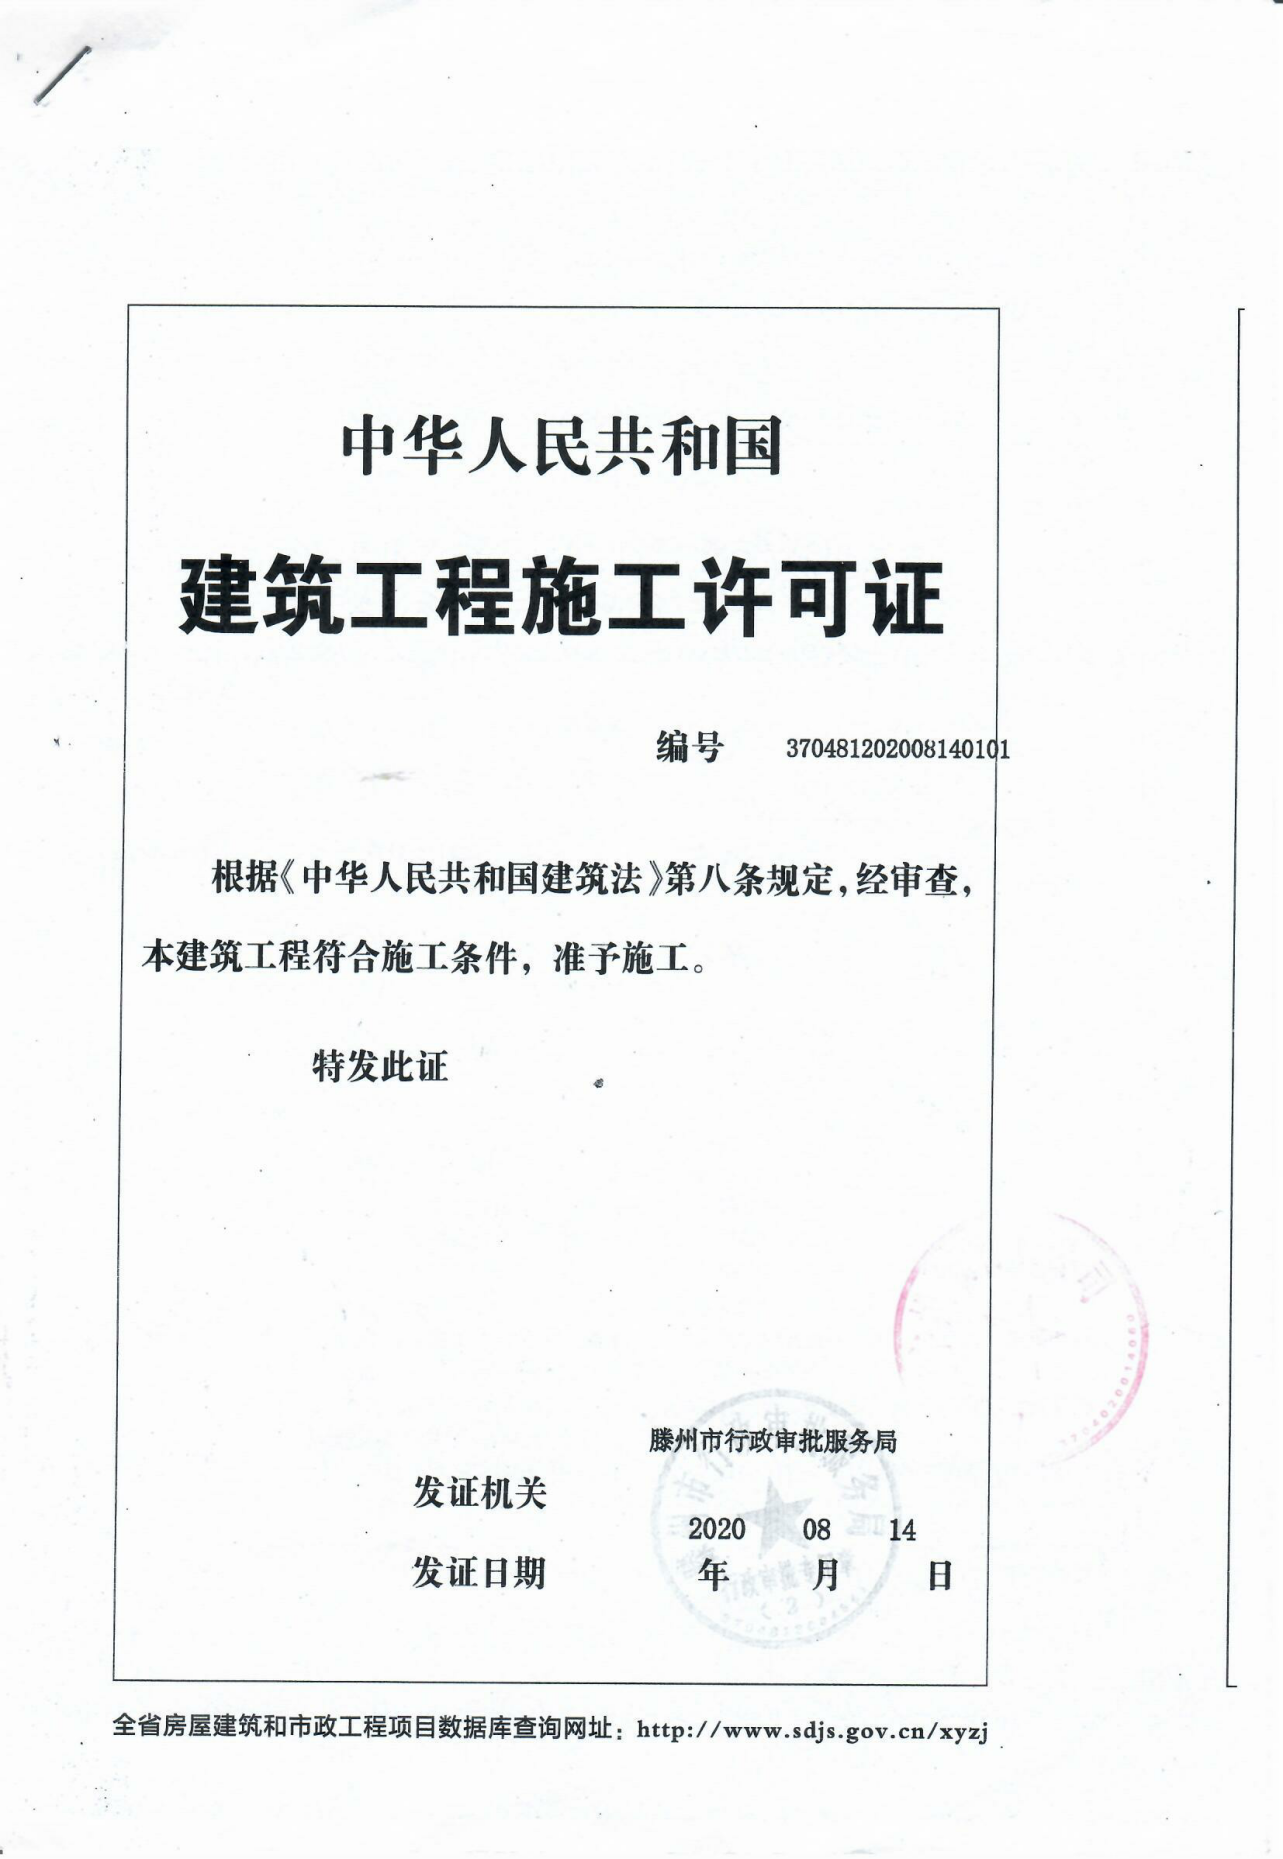 中华人民共和国
建筑工程施工许可证
编号 370481202008140101
根据《中华人民共和国建筑法》第八条规定，经审查，
本建筑工程符合施工条件，准予施工。
特发此证
滕州市行政审批服务局
发证机关
2020 08 14
发证日期 年 月 日
全省房屋建筑和市政工程项目数据库查询网址：http://www.sdjs.gov.cn/xyzj